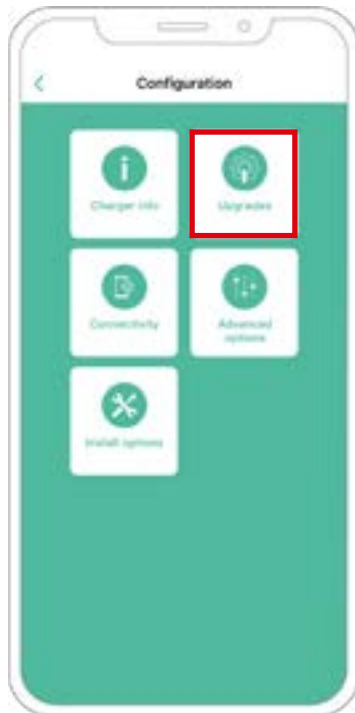 Configuration
Charger info
Upgrades
Connectivity
Advanced
options
Install options